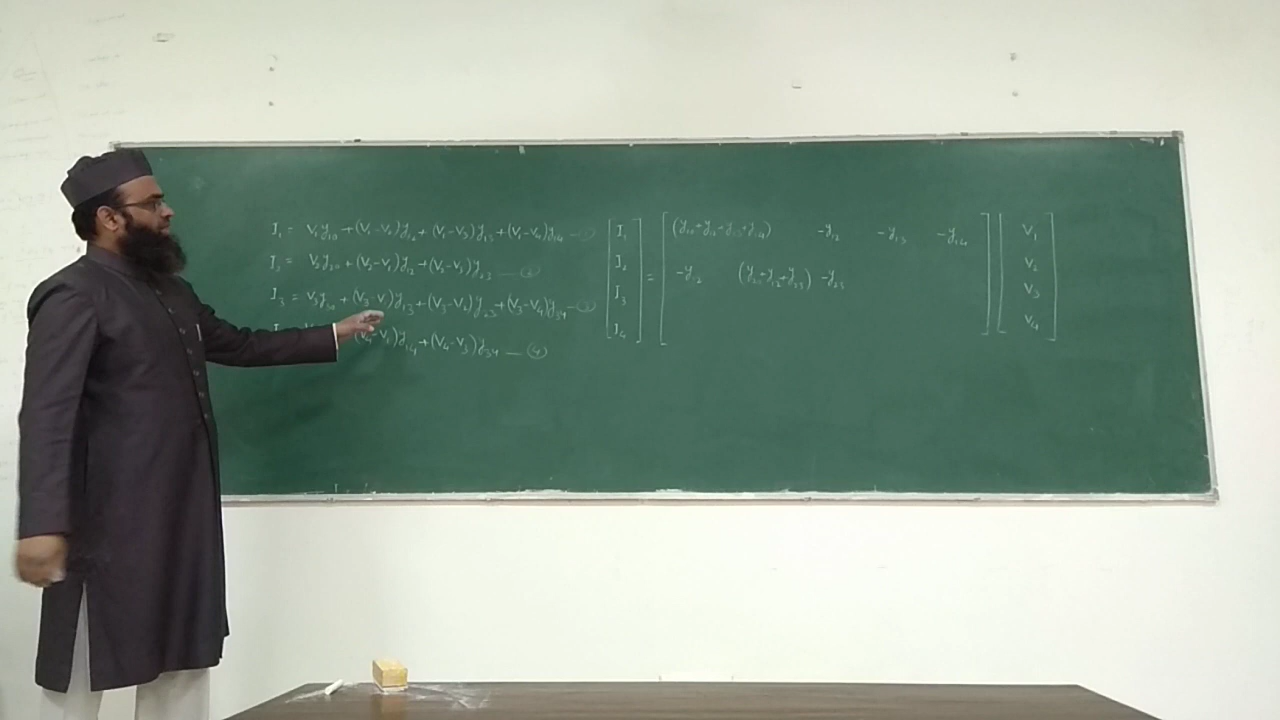 I₁ = V₁y₁₀ + (V₁-V₂)y₁₂ + (V₁-V₃)y₁₃ + (V₁-V₄)y₁₄ — ①
I₂ = V₂y₂₀ + (V₂-V₁)y₁₂ + (V₂-V₃)y₂₃ — ②
I₃ = V₃y₃₀ + (V₃-V₁)y₁₃ + (V₃-V₂)y₂₃ + (V₃-V₄)y₃₄ — ③
(V₄-V₁)y₁₄ + (V₄-V₃)y₃₄ — ④
I₁ (y₁₀+y₁₂+y₁₃+y₁₄) -y₁₂ -y₁₃ -y₁₄ V₁
I₂ = -y₁₂ (y₂₀+y₁₂+y₂₃) -y₂₃ V₂
I₃ V₃
I₄ V₄